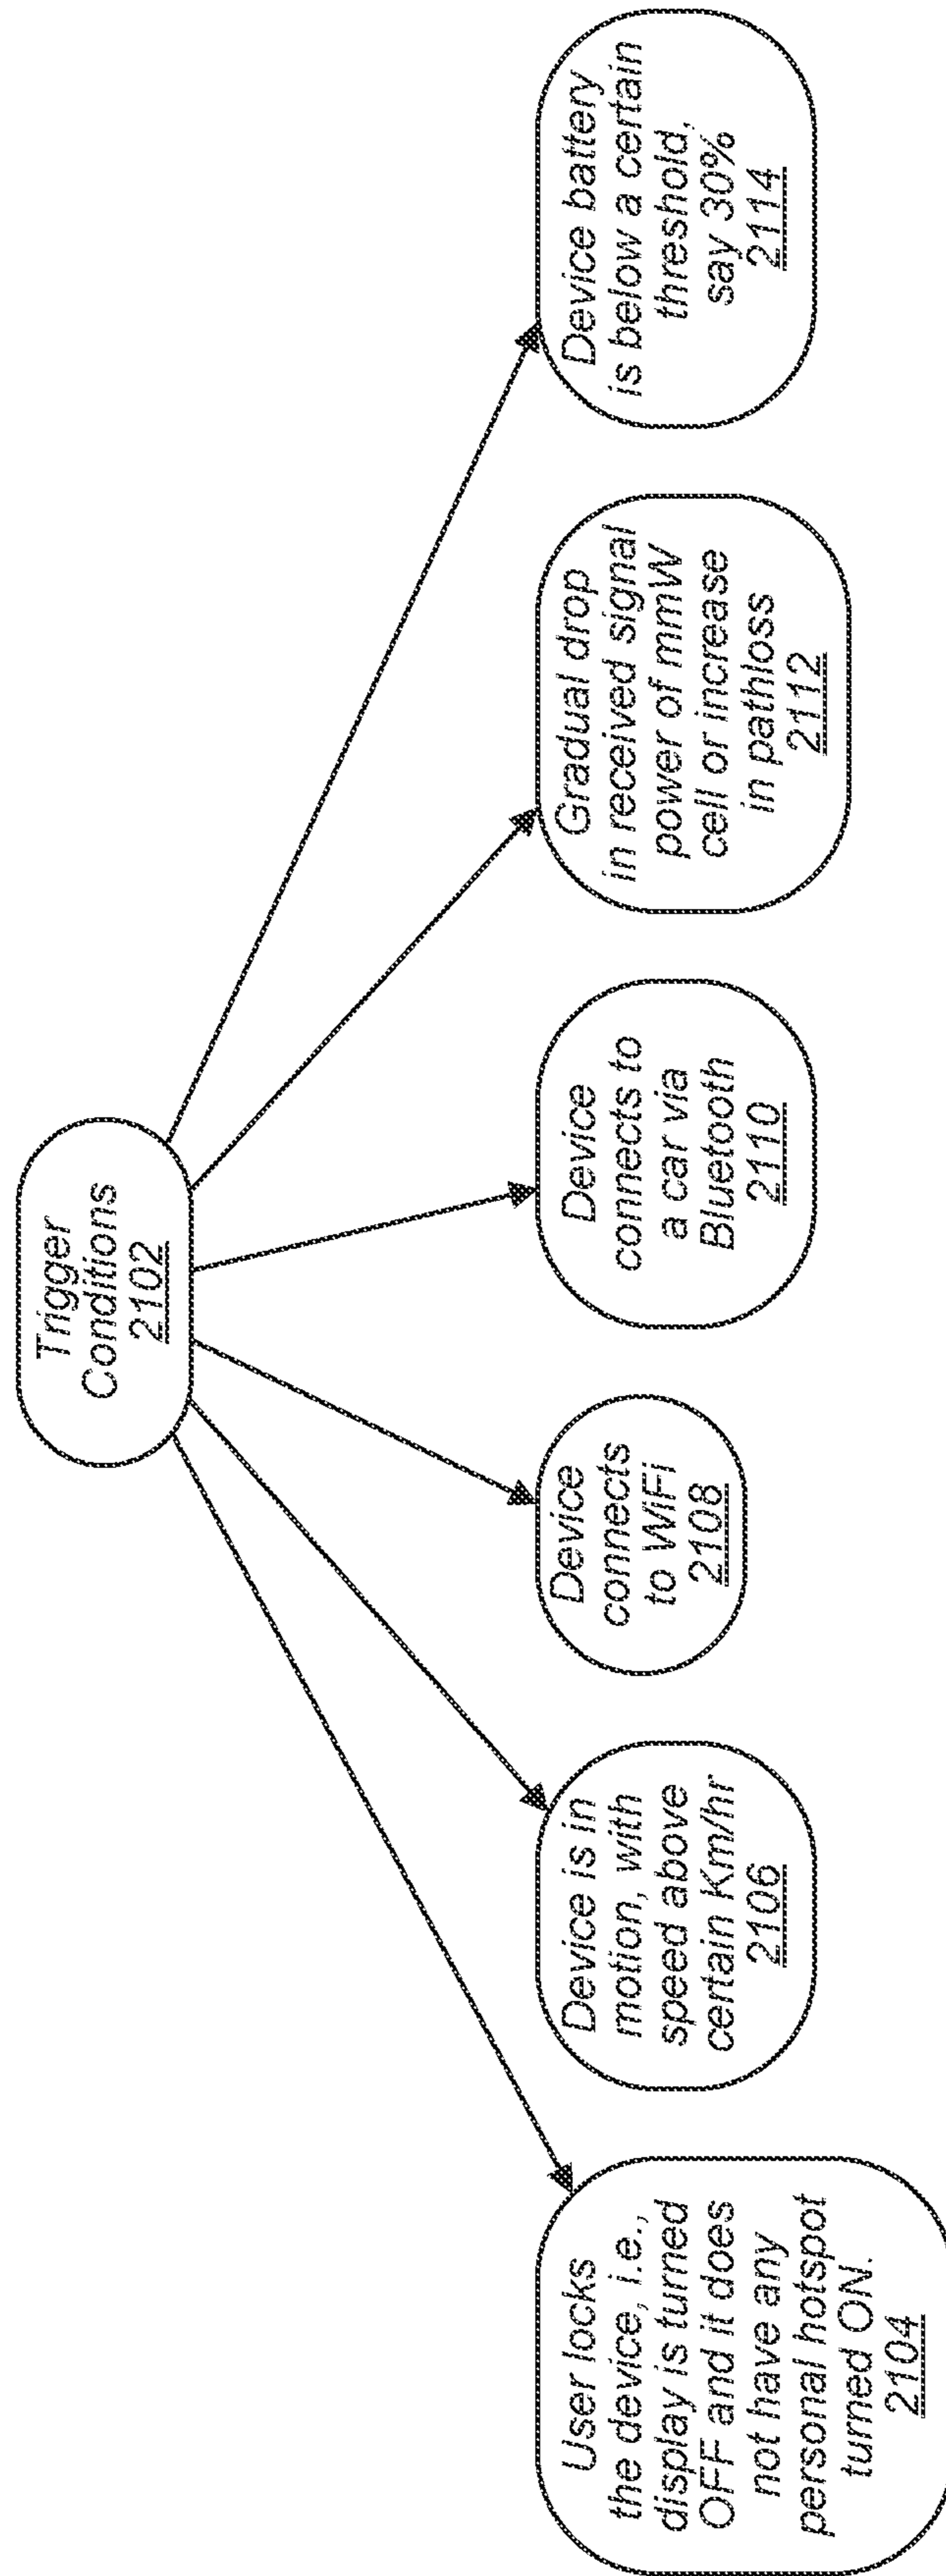 Trigger
Conditions
2102
User locks
the device, i.e.,
display is turned
OFF and it does
not have any
personal hotspot
turned ON.
2104
Device is in
motion, with
speed above
certain Km/hr
2106
Device
connects
to WiFi
2108
Device
connects to
a car via
Bluetooth
2110
Gradual drop
in received signal
power of mmW
cell or increase
in pathloss
2112
Device battery
is below a certain
threshold,
say 30%
2114